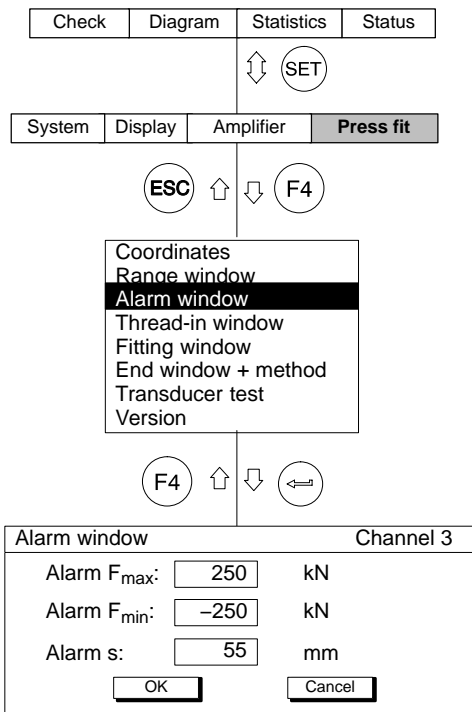 Check Diagram Statistics Status
SET
System Display Amplifier Press fit
ESC F4
Coordinates
Range window
Alarm window
Thread-in window
Fitting window
End window + method
Transducer test
Version
F4
Alarm window Channel 3
Alarm Fmax: 250 kN
Alarm Fmin: −250 kN
Alarm s: 55 mm
OK Cancel